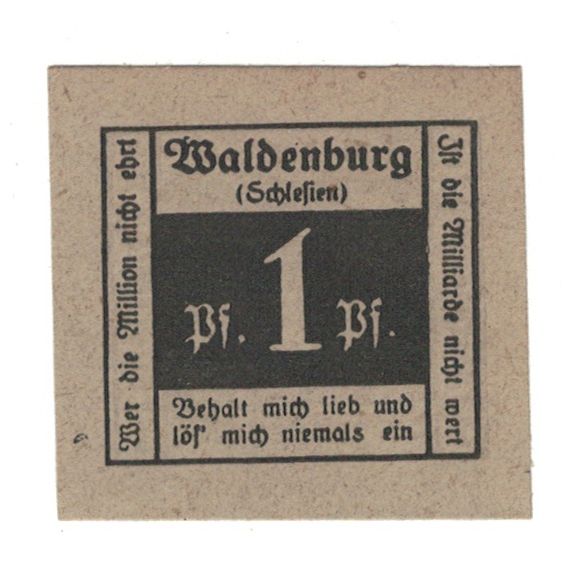 Waldenburg
(Schlesien)
Pf. 1 Pf.
Behalt mich lieb und
lös' mich niemals ein
Wer die Million nicht ehrt
Ist die Milliarde nicht wert